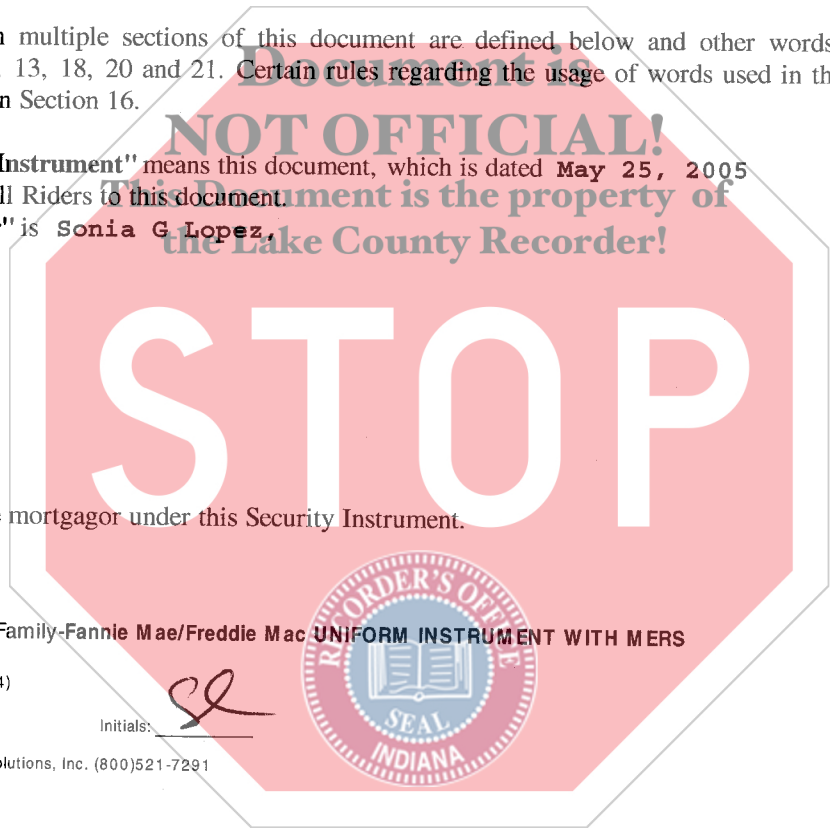 multiple sections of this document are defined below and other words
Document is
13, 18, 20 and 21. Certain rules regarding the usage of words used in
n Section 16.
NOT OFFICIAL!
Instrument" means this document, which is dated May 25, 2005
ll Riders to this document.
This Document is the property of
" is Sonia G Lopez,
the Lake County Recorder!
STOP
mortgagor under this Security Instrument.
RECORDER'S OFFICE
Family-Fannie Mae/Freddie Mac UNIFORM INSTRUMENT WITH MERS
4)
SEAL
Initials: SL
INDIANA
lutions, Inc. (800)521-7291